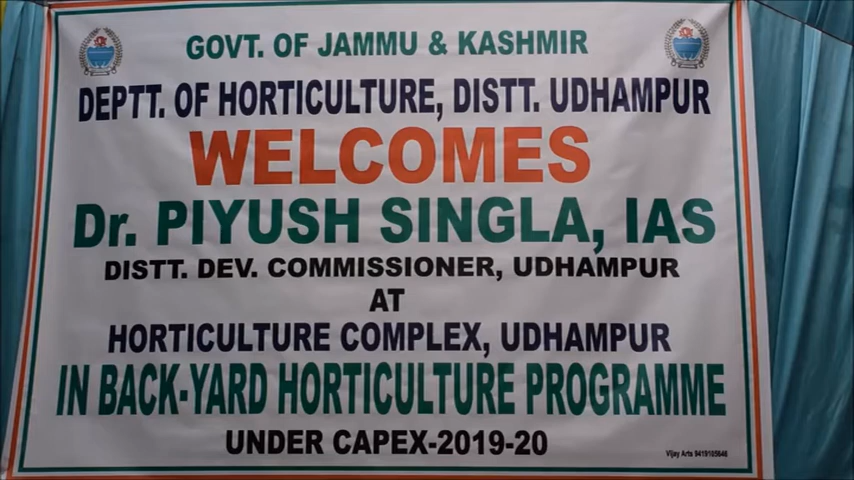 GOVT. OF JAMMU & KASHMIR
DEPTT. OF HORTICULTURE, DISTT. UDHAMPUR
WELCOMES
Dr. PIYUSH SINGLA, IAS
DISTT. DEV. COMMISSIONER, UDHAMPUR
AT
HORTICULTURE COMPLEX, UDHAMPUR
IN BACK-YARD HORTICULTURE PROGRAMME
UNDER CAPEX-2019-20
Vijay Arts 9419105646